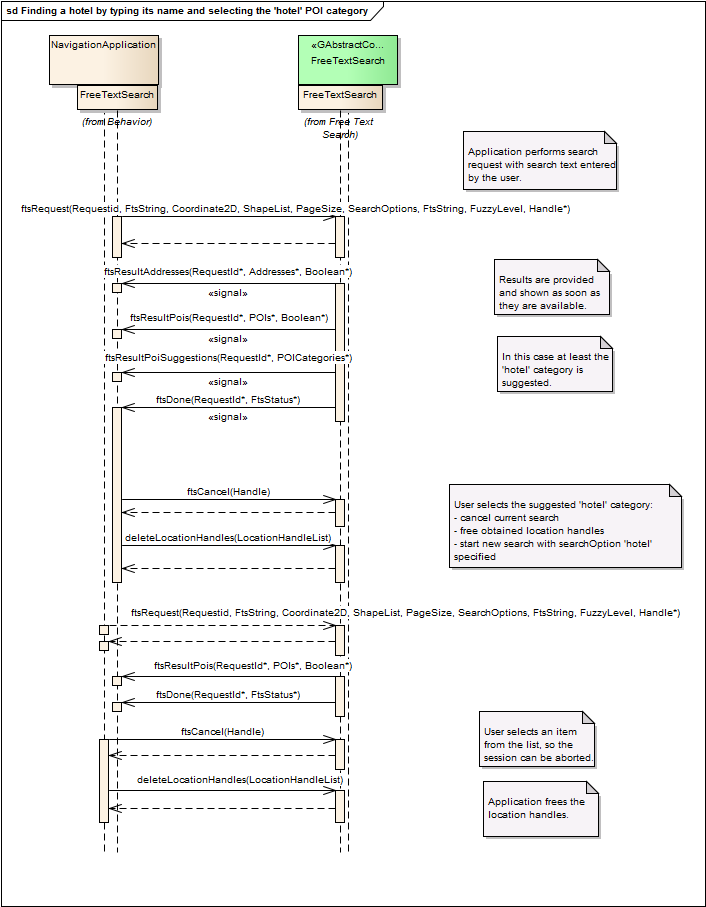 sd Finding a hotel by typing its name and selecting the 'hotel' POI category
NavigationApplication
FreeTextSearch
(from Behavior)
«GAbstractCo...
FreeTextSearch
FreeTextSearch
(from Free Text
Search)
Application performs search
request with search text entered
by the user.
ftsRequest(Requestid, FtsString, Coordinate2D, ShapeList, PageSize, SearchOptions, FtsString, FuzzyLevel, Handle*)
ftsResultAddresses(RequestId*, Addresses*, Boolean*)
«signal»
Results are provided
and shown as soon as
they are available.
ftsResultPois(RequestId*, POIs*, Boolean*)
«signal»
ftsResultPoiSuggestions(RequestId*, POICategories*)
«signal»
In this case at least the
'hotel' category is
suggested.
ftsDone(RequestId*, FtsStatus*)
«signal»
ftsCancel(Handle)
deleteLocationHandles(LocationHandleList)
User selects the suggested 'hotel' category:
- cancel current search
- free obtained location handles
- start new search with searchOption 'hotel'
specified
ftsRequest(Requestid, FtsString, Coordinate2D, ShapeList, PageSize, SearchOptions, FtsString, FuzzyLevel, Handle*)
ftsResultPois(RequestId*, POIs*, Boolean*)
ftsDone(RequestId*, FtsStatus*)
ftsCancel(Handle)
User selects an item
from the list, so the
session can be aborted.
deleteLocationHandles(LocationHandleList)
Application frees the
location handles.